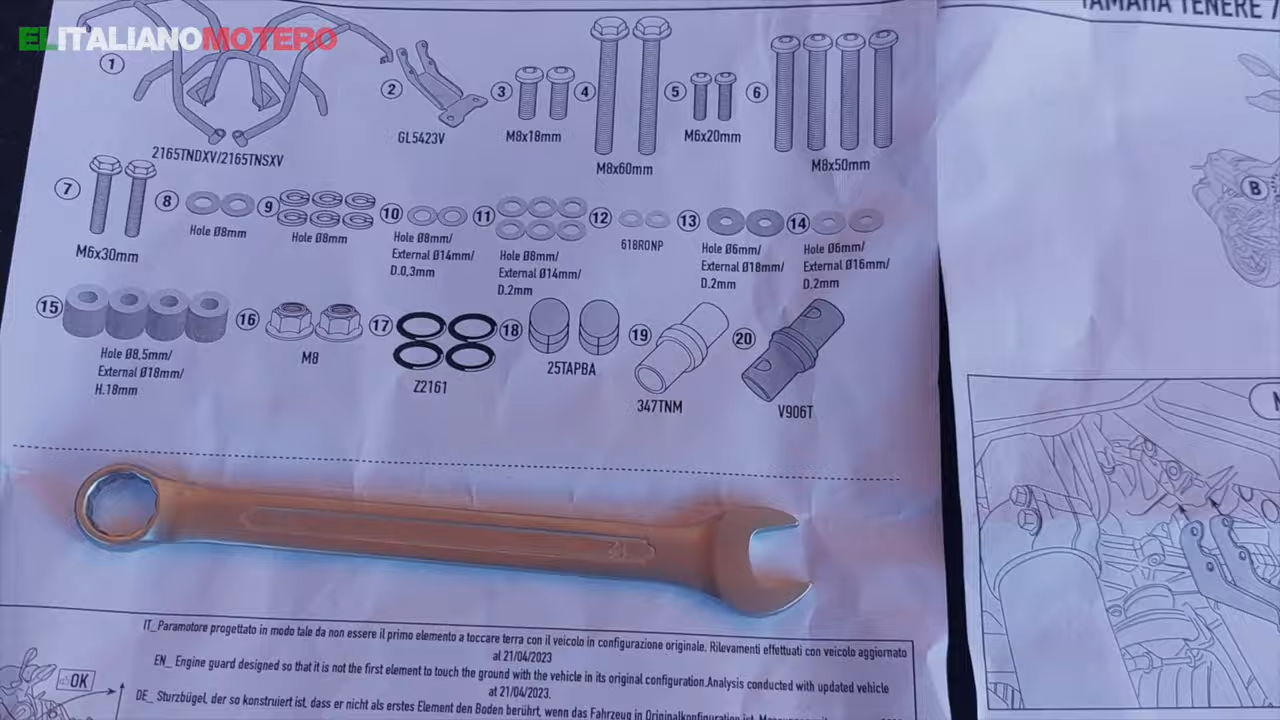 ELITALIANOMOTERO
YAMAHA TENERE 7
1
2165TNDXV/2165TNSXV
2
GL5423V
3
M8x18mm
4
M8x60mm
5
M6x20mm
6
M8x50mm
7
M6x30mm
8
Hole Ø8mm
9
Hole Ø8mm
10
Hole Ø8mm/
External Ø14mm/
D.0,3mm
11
Hole Ø8mm/
External Ø14mm/
D.2mm
12
618RONP
13
Hole Ø6mm/
External Ø18mm/
D.2mm
14
Hole Ø6mm/
External Ø16mm/
D.2mm
15
Hole Ø8,5mm/
External Ø18mm/
H.18mm
16
M8
17
Z2161
18
25TAPBA
19
347TNM
20
V906T
B
IT_ Paramotore progettato in modo tale da non essere il primo elemento a toccare terra con il veicolo in configurazione originale. Rilevamenti effettuati con veicolo aggiornato
al 21/04/2023
EN_ Engine guard designed so that it is not the first element to touch the ground with the vehicle in its original configuration.Analysis conducted with updated vehicle
at 21/04/2023.
DE_ Sturzbügel, der so konstruiert ist, dass er nicht als erstes Element den Boden berührt, wenn das Fahrzeug in Originalkonfiguration ist.
OK